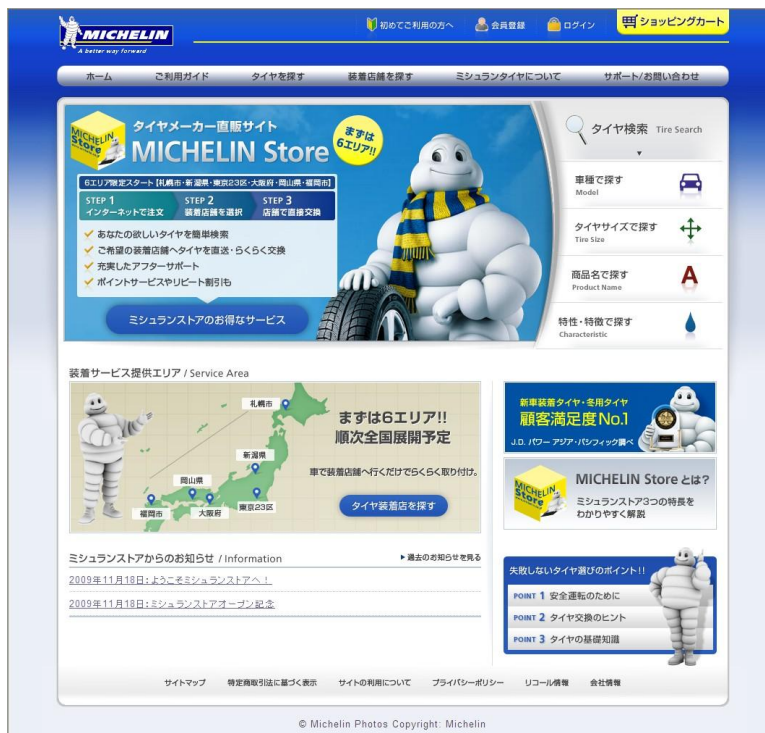 MICHELIN
A better way forward
初めてご利用の方へ
会員登録
ログイン
ショッピングカート
ホーム
ご利用ガイド
タイヤを探す
装着店舗を探す
ミシュランタイヤについて
サポート/お問い合わせ
MICHELIN
Store
タイヤメーカー直販サイト
MICHELIN Store
まずは
6エリア!!
6エリア限定スタート【札幌市・新潟県・東京23区・大阪府・岡山県・福岡市】
STEP 1
インターネットで注文
STEP 2
装着店舗を選択
STEP 3
店舗で直接交換
あなたの欲しいタイヤを簡単検索
ご希望の装着店舗へタイヤを直送・らくらく交換
充実したアフターサポート
ポイントサービスやリピート割引も
ミシュランストアのお得なサービス
タイヤ検索 Tire Search
車種で探す
Model
タイヤサイズで探す
Tire Size
商品名で探す
Product Name
A
特性・特徴で探す
Characteristic
装着サービス提供エリア / Service Area
札幌市
新潟県
岡山県
福岡市
大阪府
東京23区
まずは6エリア!!
順次全国展開予定
車で装着店舗へ行くだけでらくらく取り付け。
タイヤ装着店を探す
新車装着タイヤ・冬用タイヤ
顧客満足度No.1
J.D. パワー アジア・パシフィック調べ
MICHELIN
Store
MICHELIN Store とは?
ミシュランストア3つの特長を
わかりやすく解説
ミシュランストアからのお知らせ / Information
過去のお知らせを見る
2009年11月18日:ようこそミシュランストアへ！
2009年11月18日:ミシュランストアオープン記念
失敗しないタイヤ選びのポイント!!
POINT 1 安全運転のために
POINT 2 タイヤ交換のヒント
POINT 3 タイヤの基礎知識
サイトマップ
特定商取引法に基づく表示
サイトの利用について
プライバシーポリシー
リコール情報
会社情報
© Michelin Photos Copyright: Michelin